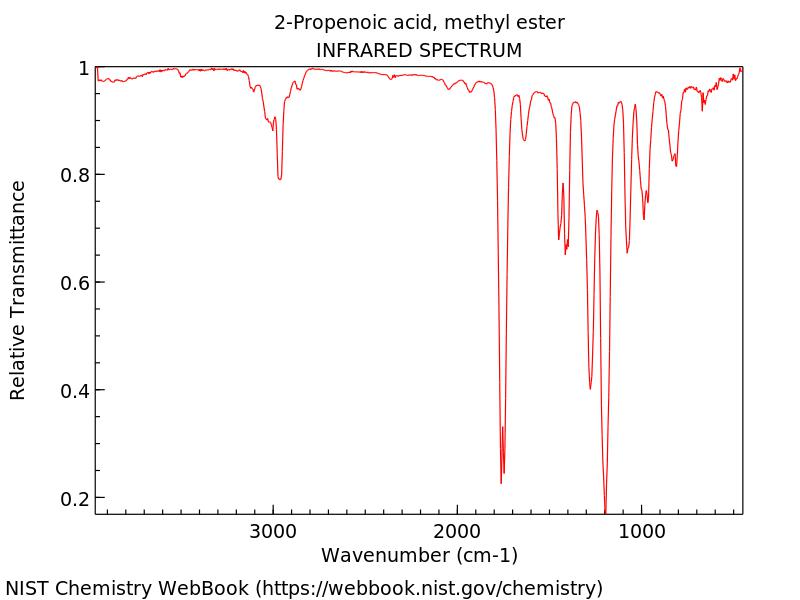 2-Propenoic acid, methyl ester
INFRARED SPECTRUM
1
0.8
0.6
0.4
0.2
Relative Transmittance
3000 2000 1000
Wavenumber (cm-1)
NIST Chemistry WebBook (https://webbook.nist.gov/chemistry)